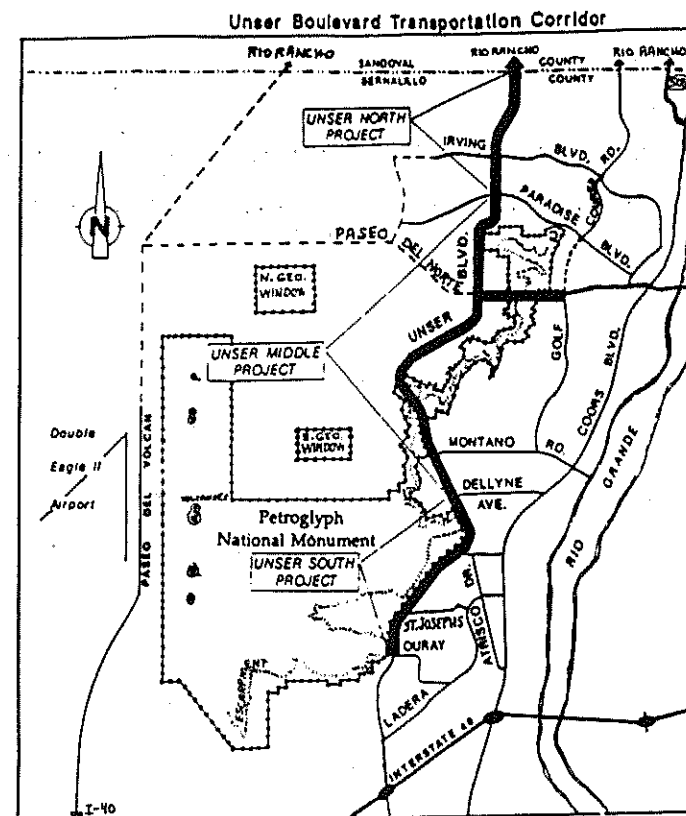 Unser Boulevard Transportation Corridor
RIO RANCHO
RIO RANCHO
RIO RANCHO
SANDOVAL
COUNTY
BERNALILLO
COUNTY
UNSER NORTH
PROJECT
IRVING
BLVD.
COORS RD.
N
PARADISE
BLVD.
PASEO
DEL NORTE
BLVD.
UNSER
N. GEO.
WINDOW
UNSER MIDDLE
PROJECT
GOLF
COORS BLVD.
Double
Eagle II
Airport
PASEO DEL VOLCAN
S. GEO.
WINDOW
MONTANO
RD.
DELLYNE
AVE.
RIO GRANDE
VOLCANOES
Petroglyph
National Monument
UNSER SOUTH
PROJECT
ST. JOSEPHS
OURAY
ATRISCO
DR
ESCARPMENT
LADERA
INTERSTATE 40
I-40